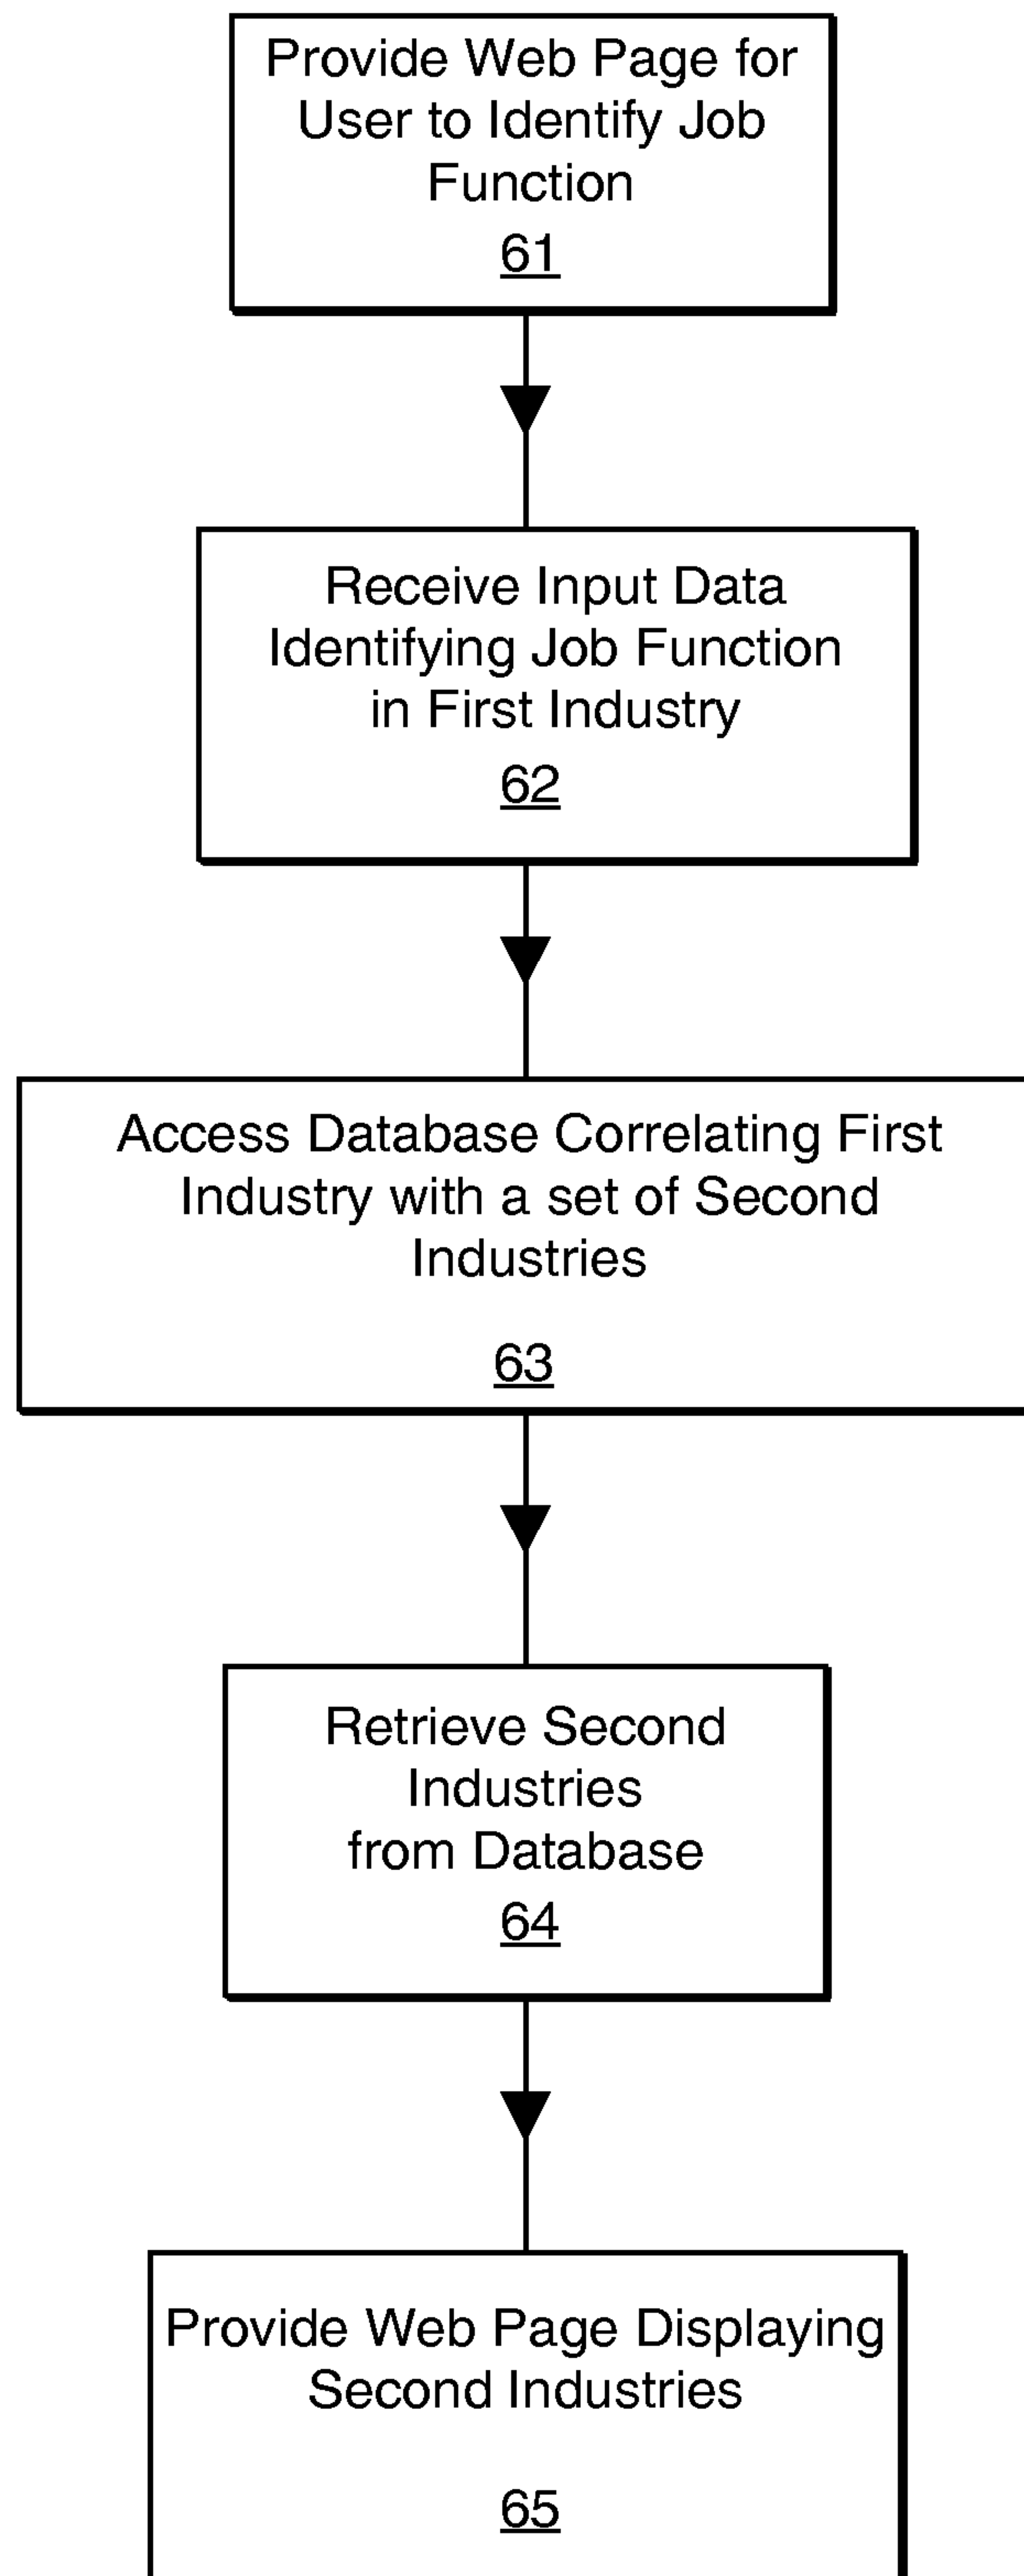 Provide Web Page for
User to Identify Job
Function
61
Receive Input Data
Identifying Job Function
in First Industry
62
Access Database Correlating First
Industry with a set of Second
Industries
63
Retrieve Second
Industries
from Database
64
Provide Web Page Displaying
Second Industries
65